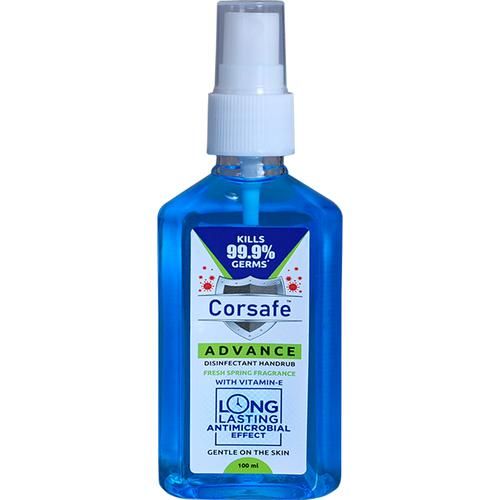 KILLS
99.9%
GERMS*
Corsafe™
ADVANCE
DISINFECTANT HANDRUB
FRESH SPRING FRAGRANCE
WITH VITAMIN-E
LONG
LASTING
ANTIMICROBIAL
EFFECT
GENTLE ON THE SKIN
100 ml